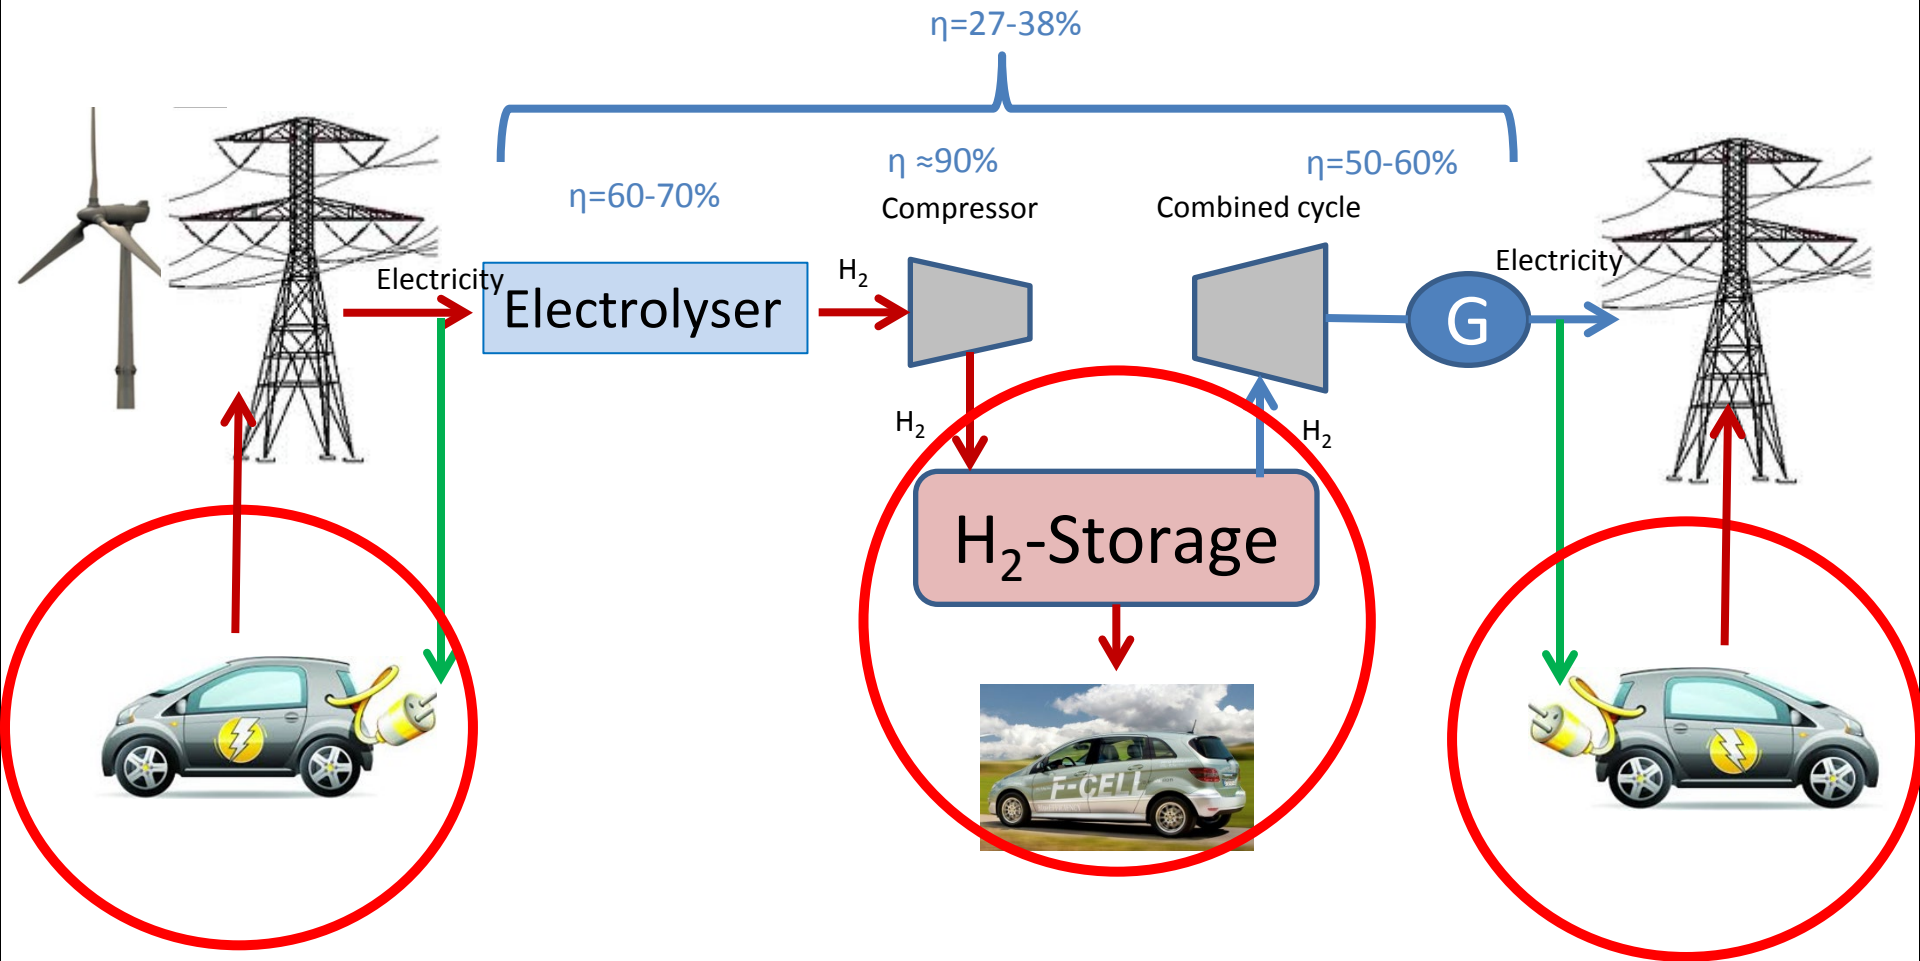 η=27-38%
η=60-70%
η ≈90%
η=50-60%
Compressor
Combined cycle
Electricity
Electrolyser
H₂
G
Electricity
H₂
H₂
H₂-Storage
F-CELL